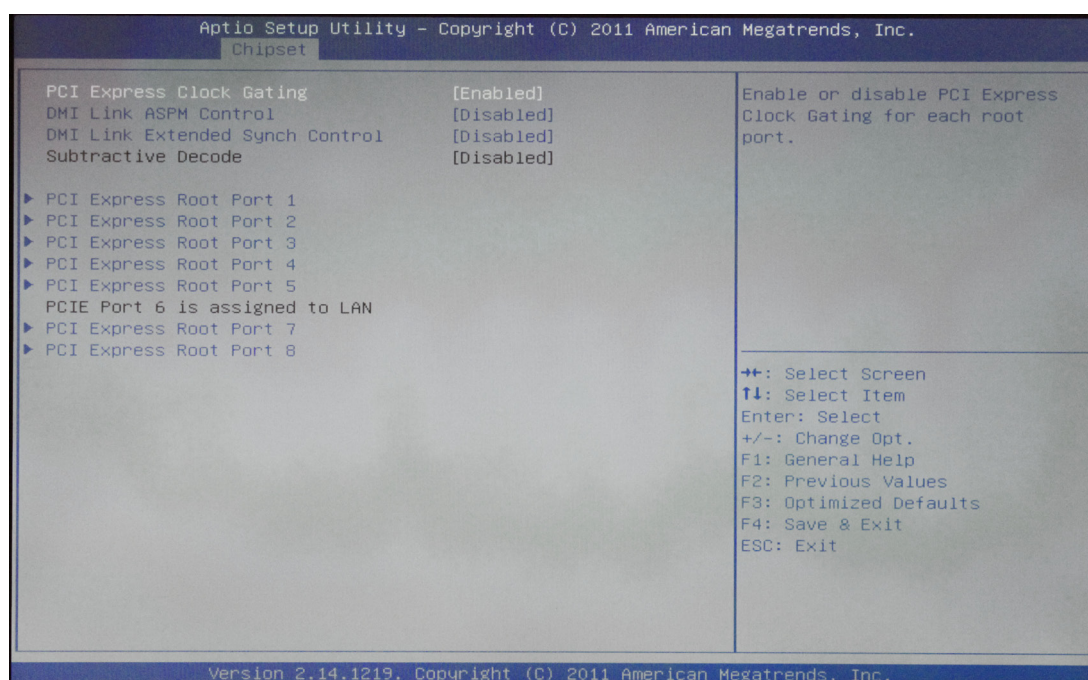 Aptio Setup Utility – Copyright (C) 2011 American Megatrends, Inc.
Chipset
PCI Express Clock Gating [Enabled]
DMI Link ASPM Control [Disabled]
DMI Link Extended Synch Control [Disabled]
Subtractive Decode [Disabled]
▶ PCI Express Root Port 1
▶ PCI Express Root Port 2
▶ PCI Express Root Port 3
▶ PCI Express Root Port 4
▶ PCI Express Root Port 5
PCIE Port 6 is assigned to LAN
▶ PCI Express Root Port 7
▶ PCI Express Root Port 8
Enable or disable PCI Express
Clock Gating for each root
port.
→←: Select Screen
↑↓: Select Item
Enter: Select
+/-: Change Opt.
F1: General Help
F2: Previous Values
F3: Optimized Defaults
F4: Save & Exit
ESC: Exit
Version 2.14.1219. Copyright (C) 2011 American Megatrends, Inc.